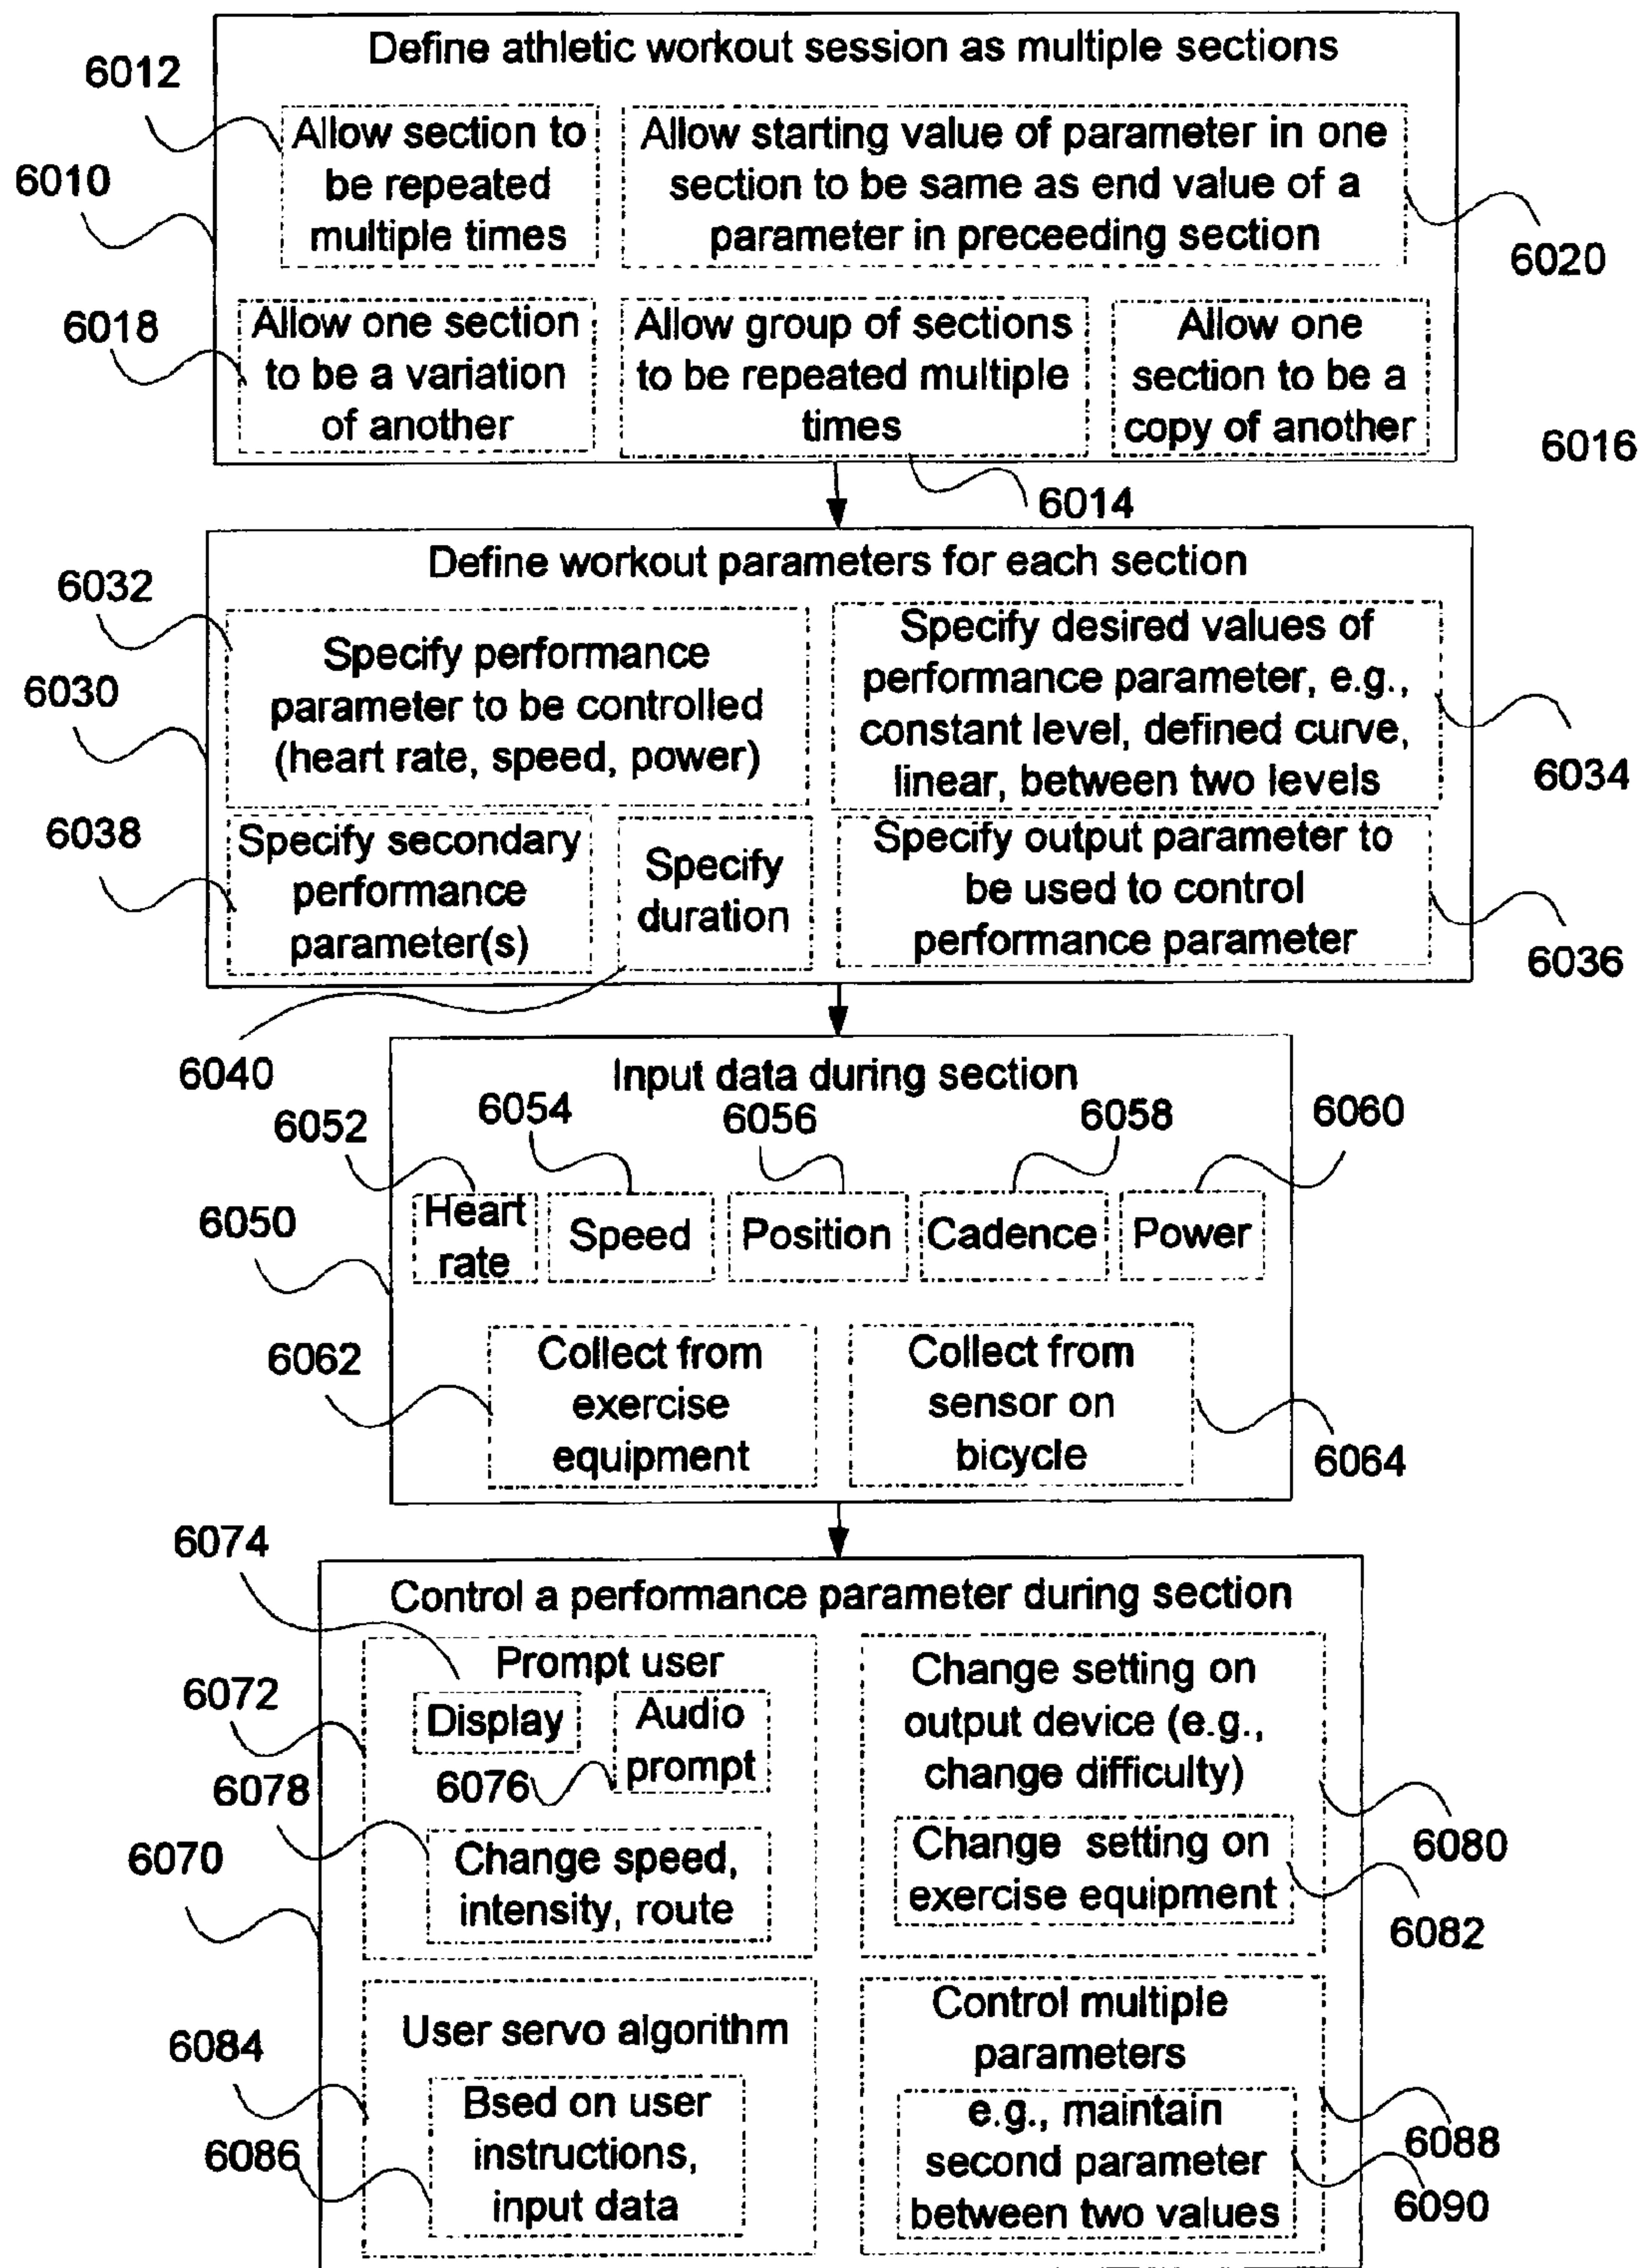 Define athletic workout session as multiple sections
6012
Allow section to
be repeated
multiple times
Allow starting value of parameter in one
section to be same as end value of a
parameter in preceeding section
6010
6020
6018
Allow one section
to be a variation
of another
Allow group of sections
to be repeated multiple
times
Allow one
section to be a
copy of another
6016
6014
Define workout parameters for each section
6032
Specify performance
parameter to be controlled
(heart rate, speed, power)
Specify desired values of
performance parameter, e.g.,
constant level, defined curve,
linear, between two levels
6030
6034
6038
Specify secondary
performance
parameter(s)
Specify
duration
Specify output parameter to
be used to control
performance parameter
6036
6040
Input data during section
6052
6054
6056
6058
6060
6050
Heart
rate
Speed
Position
Cadence
Power
6062
Collect from
exercise
equipment
Collect from
sensor on
bicycle
6064
6074
Control a performance parameter during section
6072
Prompt user
Display
Audio
prompt
6076
6078
Change speed,
intensity, route
6070
Change setting on
output device (e.g.,
change difficulty)
6080
Change setting on
exercise equipment
6082
6084
User servo algorithm
6086
Bsed on user
instructions,
input data
Control multiple
parameters
6088
e.g., maintain
second parameter
between two values
6090